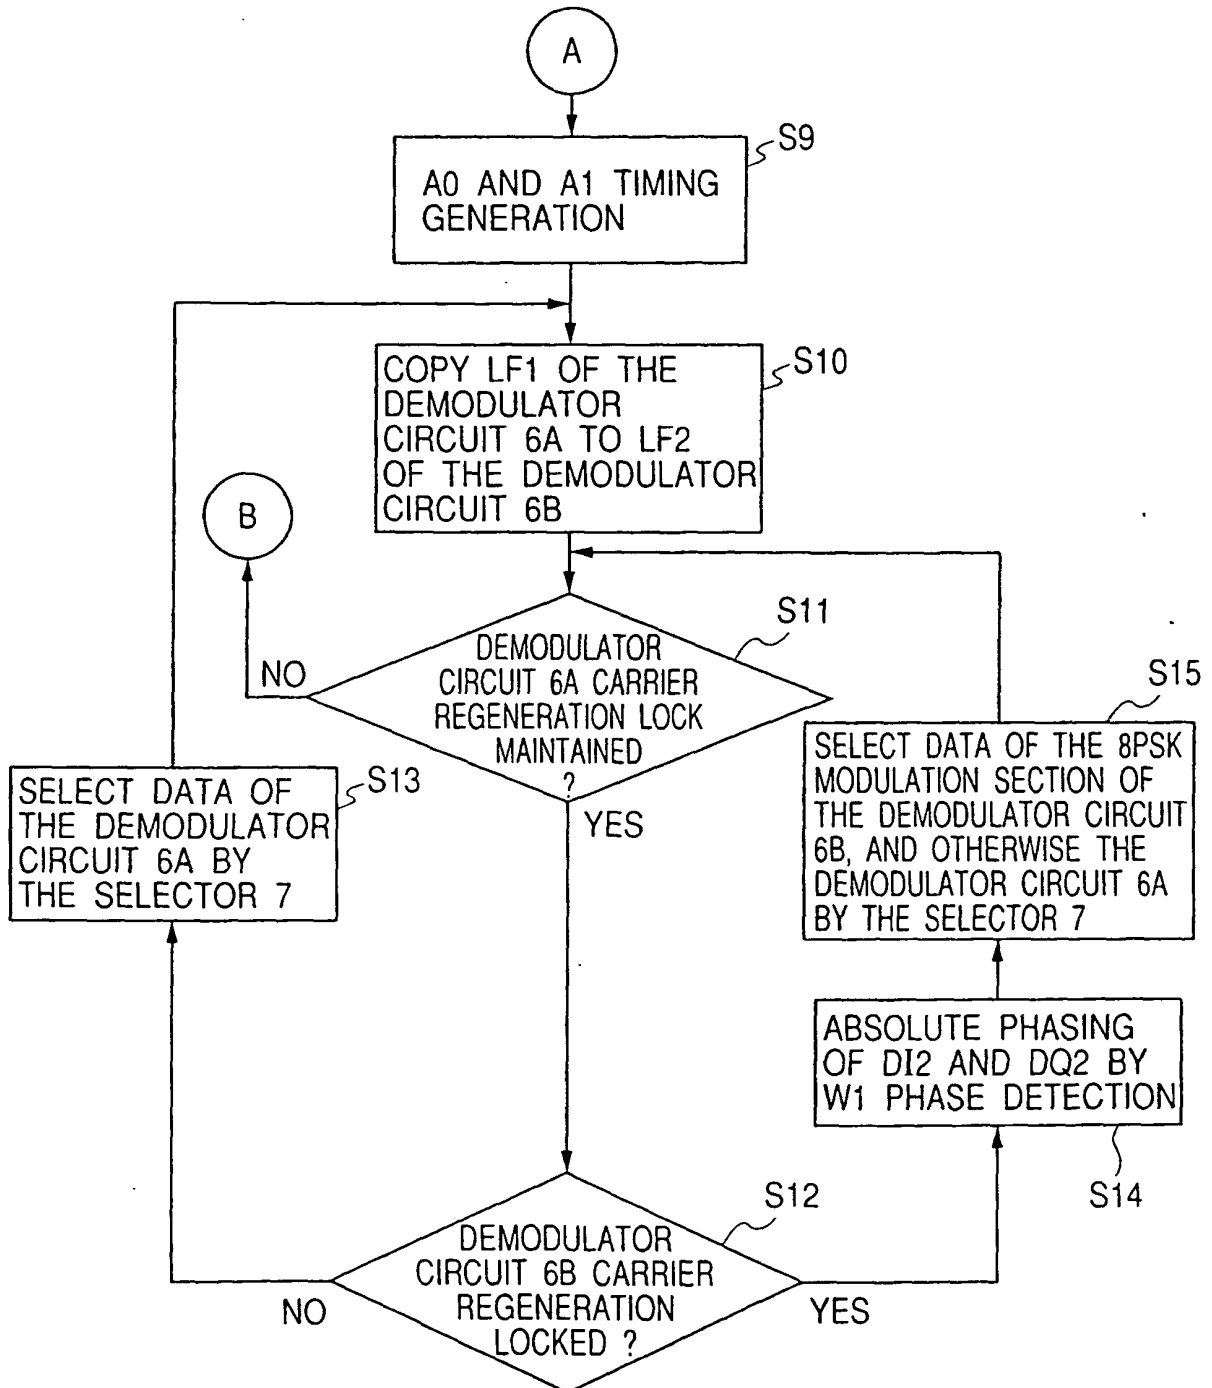 A
S9
A0 AND A1 TIMING
GENERATION
S10
COPY LF1 OF THE
DEMODULATOR
CIRCUIT 6A TO LF2
OF THE DEMODULATOR
CIRCUIT 6B
B
S11
DEMODULATOR
CIRCUIT 6A CARRIER
REGENERATION LOCK
MAINTAINED
?
NO
YES
S13
SELECT DATA OF
THE DEMODULATOR
CIRCUIT 6A BY
THE SELECTOR 7
S15
SELECT DATA OF THE 8PSK
MODULATION SECTION OF
THE DEMODULATOR CIRCUIT
6B, AND OTHERWISE THE
DEMODULATOR CIRCUIT 6A
BY THE SELECTOR 7
ABSOLUTE PHASING
OF DI2 AND DQ2 BY
W1 PHASE DETECTION
S14
S12
DEMODULATOR
CIRCUIT 6B CARRIER
REGENERATION
LOCKED ?
NO
YES